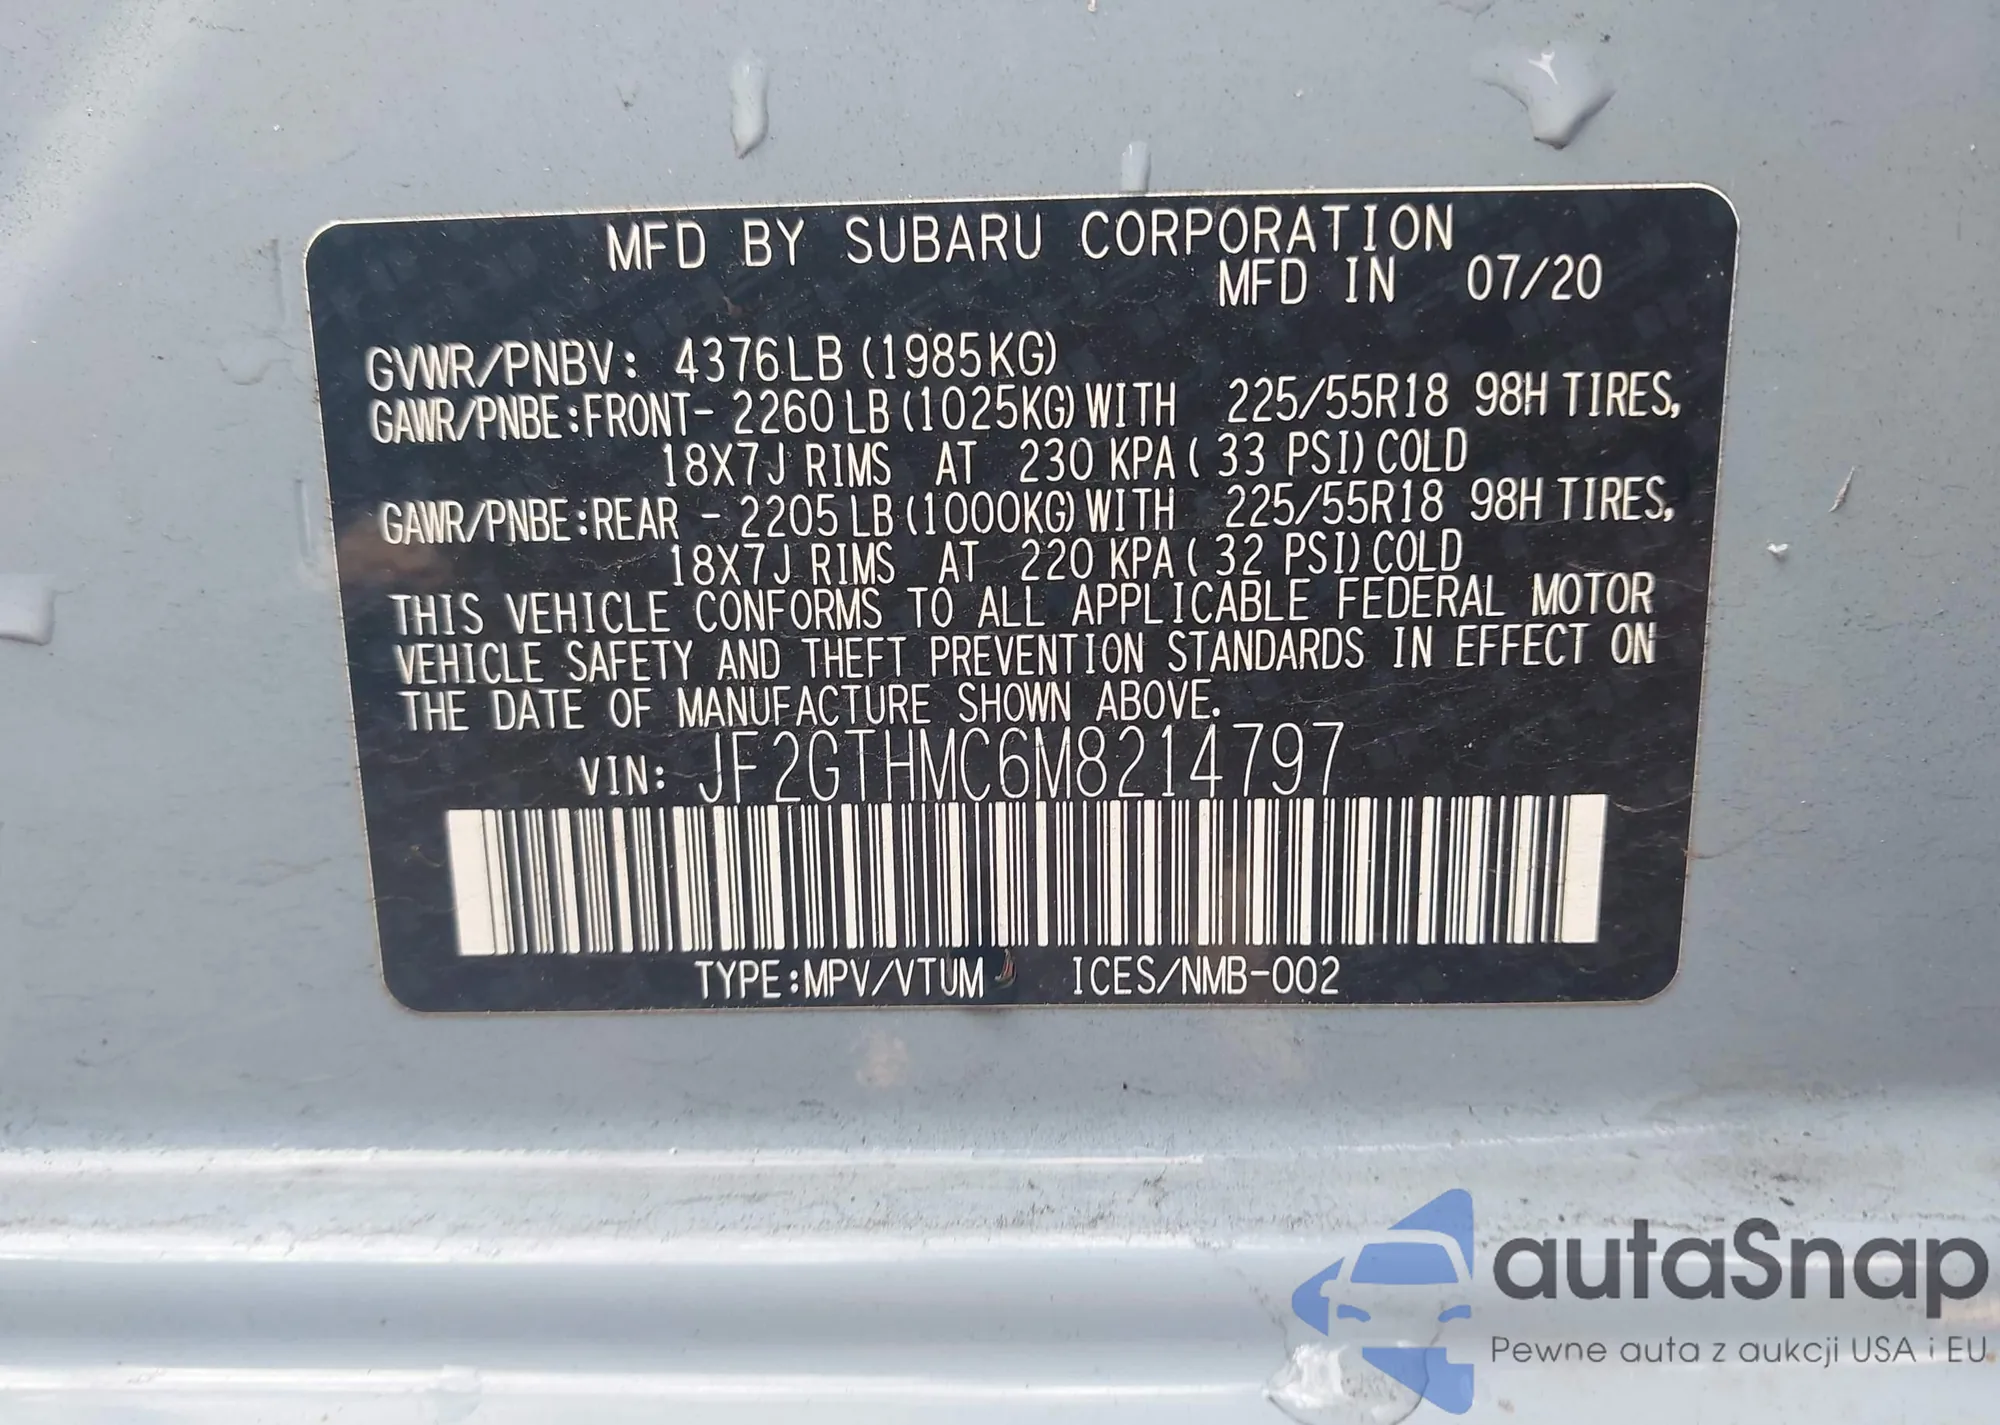 MFD BY SUBARU CORPORATION
MFD IN 07/20
GVWR/PNBV: 4376LB (1985KG)
GAWR/PNBE:FRONT- 2260 LB (1025KG) WITH 225/55R18 98H TIRES,
18X7J RIMS AT 230 KPA ( 33 PSI) COLD
GAWR/PNBE:REAR - 2205 LB (1000KG) WITH 225/55R18 98H TIRES,
18X7J RIMS AT 220 KPA ( 32 PSI) COLD
THIS VEHICLE CONFORMS TO ALL APPLICABLE FEDERAL MOTOR
VEHICLE SAFETY AND THEFT PREVENTION STANDARDS IN EFFECT ON
THE DATE OF MANUFACTURE SHOWN ABOVE.
VIN: JF2GTHMC6M8214797
TYPE:MPV/VTUM ICES/NMB-002
autaSnap
Pewne auta z aukcji USA i EU